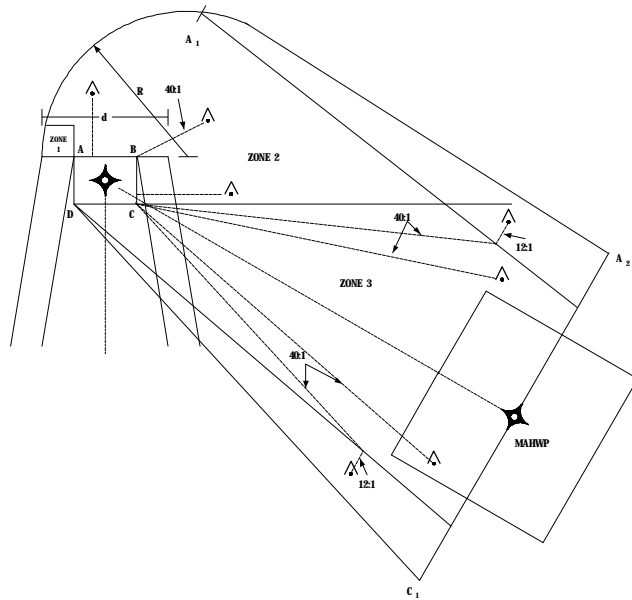 A 1
R
40:1
d
ZONE
1
A
B
ZONE 2
D
C
40:1
12:1
A 2
ZONE 3
40:1
MAHWP
12:1
C 1